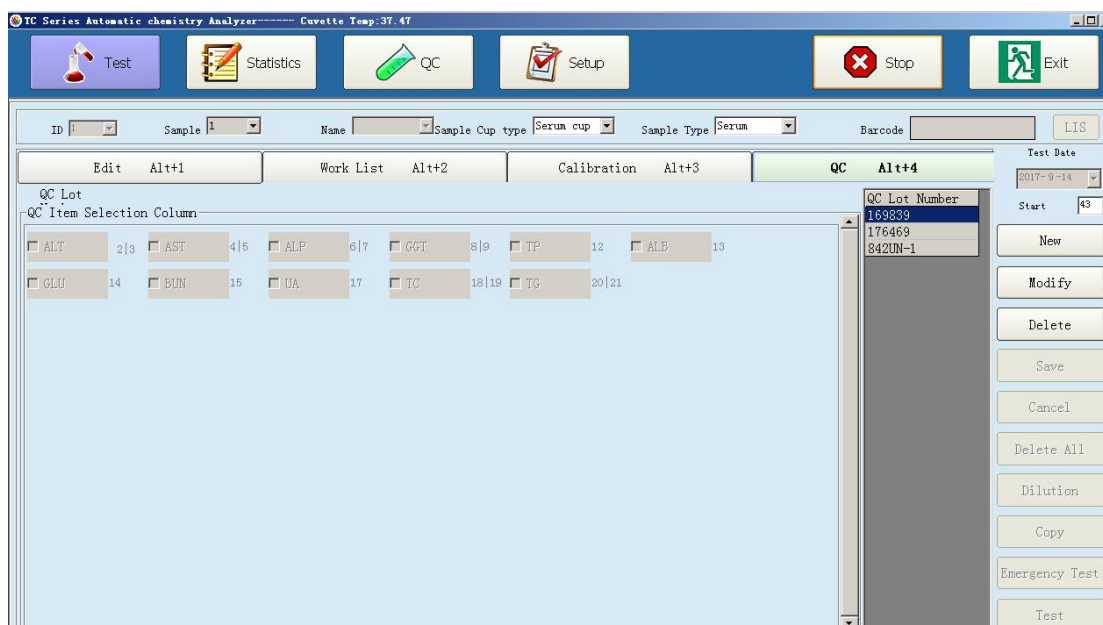 TC Series Automatic chemistry Analyzer------ Cuvette Temp:37.47
Test Statistics QC Setup Stop Exit
ID 1 Sample 1 Name Sample Cup type Serum cup Sample Type Serum Barcode LIS
Edit Alt+1 Work List Alt+2 Calibration Alt+3 QC Alt+4
Test Date
2017- 9-14
Start 43
QC Lot
QC Item Selection Column
ALT 2|3 AST 4|5 ALP 6|7 GGT 8|9 TP 12 ALB 13
GLU 14 BUN 15 UA 17 TC 18|19 TG 20|21
QC Lot Number
169839
176469
842UN-1
New
Modify
Delete
Save
Cancel
Delete All
Dilution
Copy
Emergency Test
Test